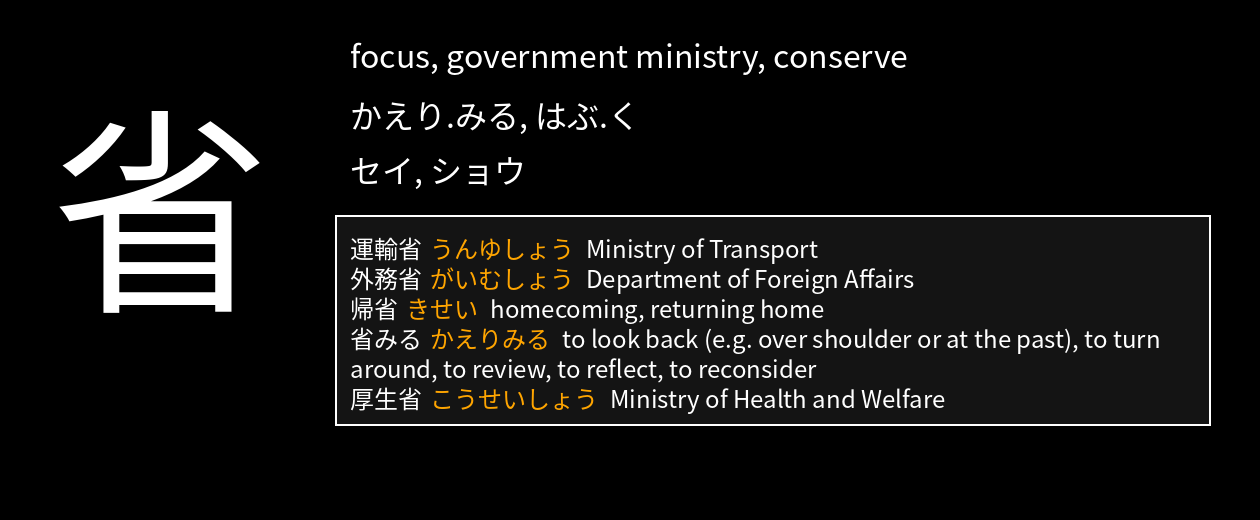 省
focus, government ministry, conserve
かえり.みる, はぶ.く
セイ, ショウ
運輸省 うんゆしょう Ministry of Transport
外務省 がいむしょう Department of Foreign Affairs
帰省 きせい homecoming, returning home
省みる かえりみる to look back (e.g. over shoulder or at the past), to turn
around, to review, to reflect, to reconsider
厚生省 こうせいしょう Ministry of Health and Welfare